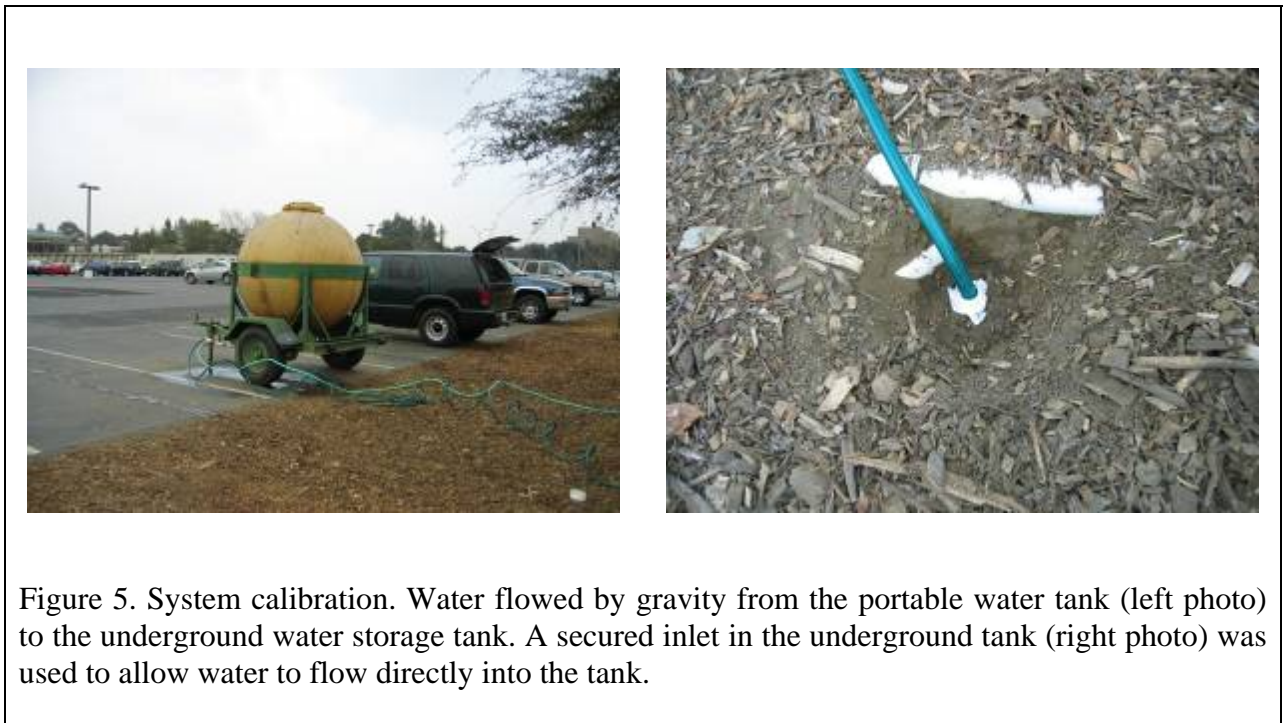 Figure 5. System calibration. Water flowed by gravity from the portable water tank (left photo)
to the underground water storage tank. A secured inlet in the underground tank (right photo) was
used to allow water to flow directly into the tank.